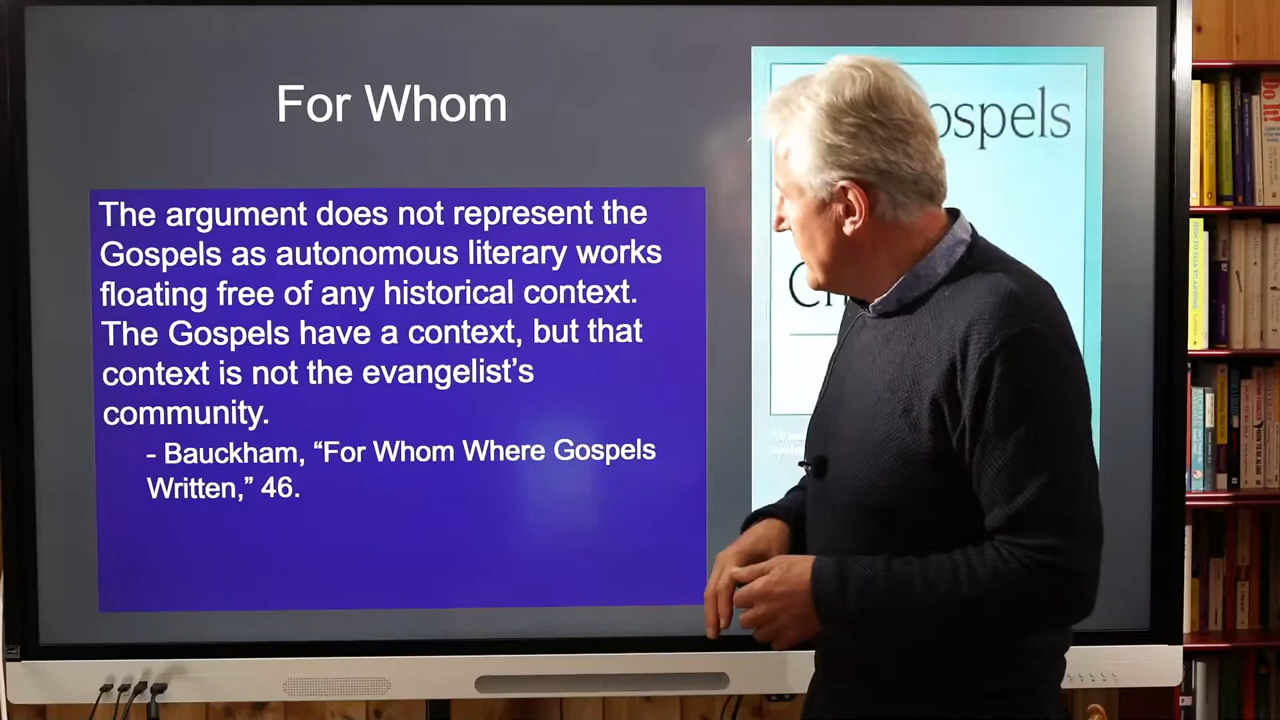 For Whom
The argument does not represent the
Gospels as autonomous literary works
floating free of any historical context.
The Gospels have a context, but that
context is not the evangelist's
community.
- Bauckham, “For Whom Where Gospels
Written,” 46.
ospels
Do It!